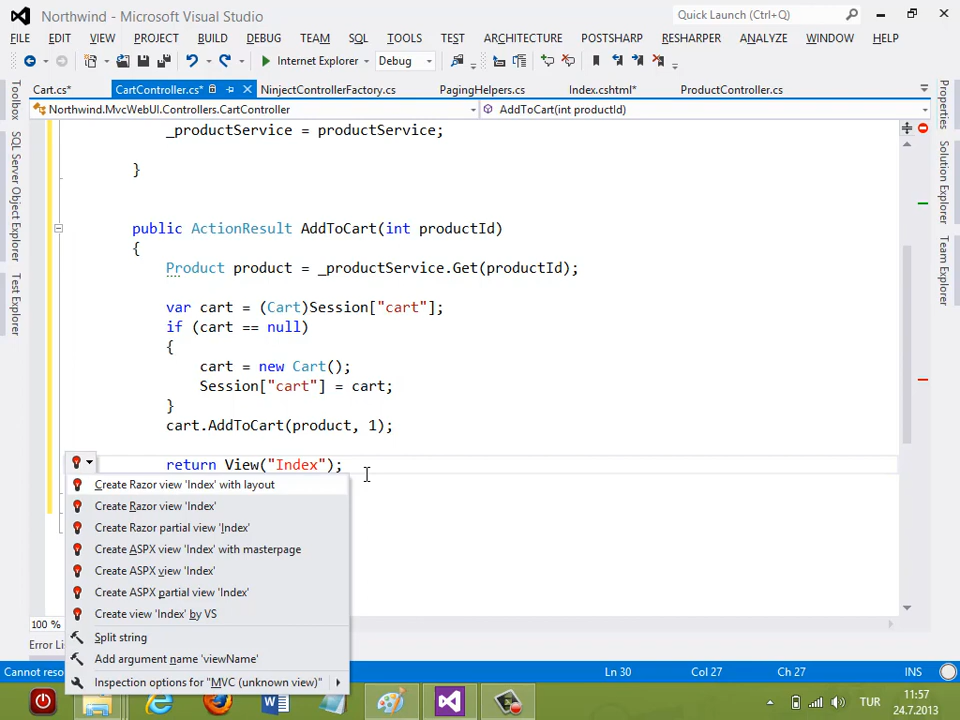 Northwind - Microsoft Visual Studio
Quick Launch (Ctrl+Q)
FILE EDIT VIEW PROJECT BUILD DEBUG TEAM SQL TOOLS TEST ARCHITECTURE POSTSHARP RESHARPER ANALYZE WINDOW HELP
Internet Explorer Debug
Cart.cs* CartController.cs* NinjectControllerFactory.cs PagingHelpers.cs Index.cshtml* ProductController.cs
Northwind.MvcWebUI.Controllers.CartController AddToCart(int productId)
Toolbox
SQL Server Object Explorer
Test Explorer
Properties
Solution Explorer
Team Explorer
_productService = productService;
}
public ActionResult AddToCart(int productId)
{
Product product = _productService.Get(productId);
var cart = (Cart)Session["cart"];
if (cart == null)
{
cart = new Cart();
Session["cart"] = cart;
}
cart.AddToCart(product, 1);
return View("Index");
Create Razor view 'Index' with layout
Create Razor view 'Index'
Create Razor partial view 'Index'
Create ASPX view 'Index' with masterpage
Create ASPX view 'Index'
Create ASPX partial view 'Index'
Create view 'Index' by VS
Split string
Add argument name 'viewName'
Inspection options for "MVC (unknown view)"
100 %
Error Lis
Cannot reso
Ln 30 Col 27 Ch 27 INS
TUR
11:57
24.7.2013